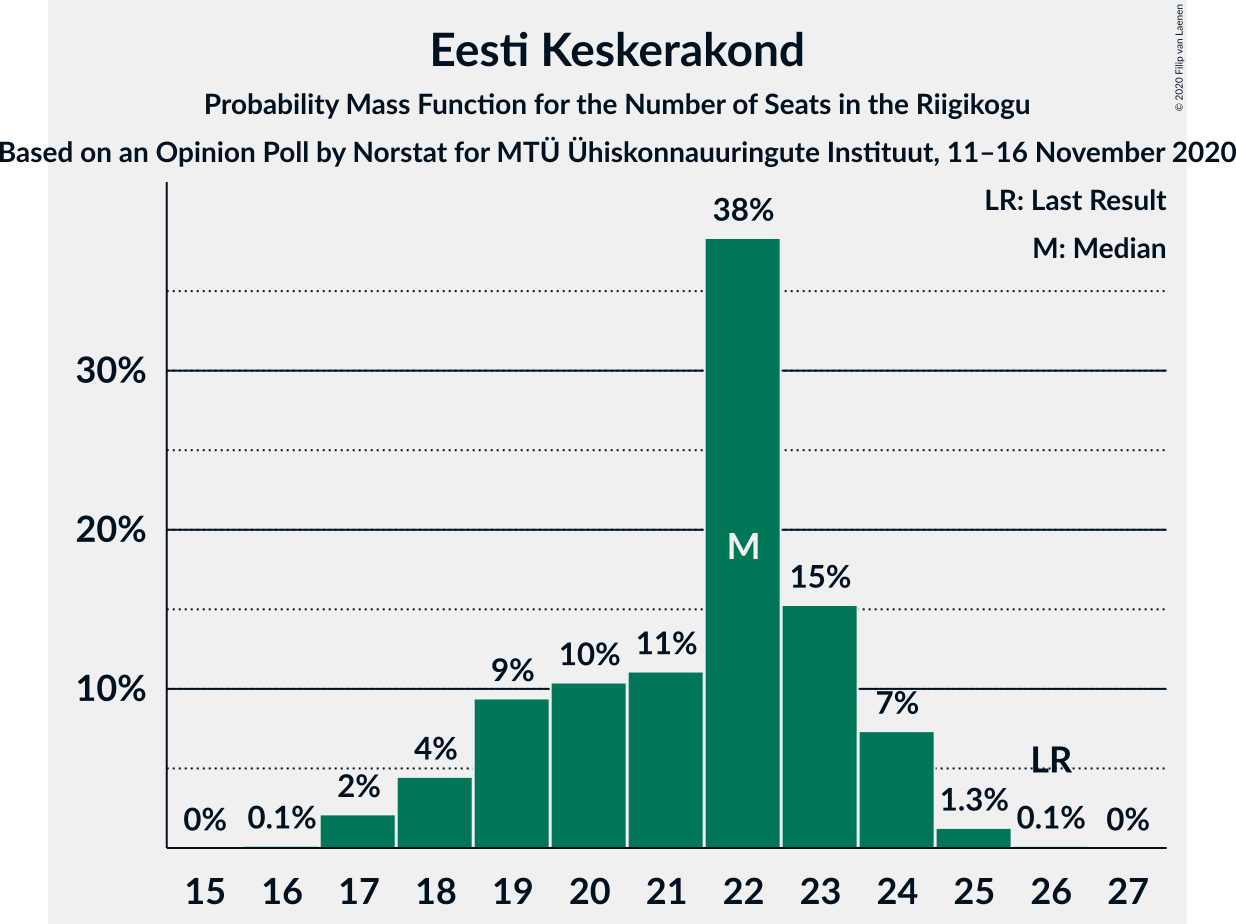 Eesti Keskerakond
Probability Mass Function for the Number of Seats in the Riigikogu
Based on an Opinion Poll by Norstat for MTÜ Ühiskonnauuringute Instituut, 11–16 November 2020
© 2020 Filip van Laenen
LR: Last Result
M: Median
38%
30%
20%
M
15%
11%
10%
9%
10%
7%
4%
LR
2%
1.3%
0% 0.1% 0.1% 0%
15 16 17 18 19 20 21 22 23 24 25 26 27